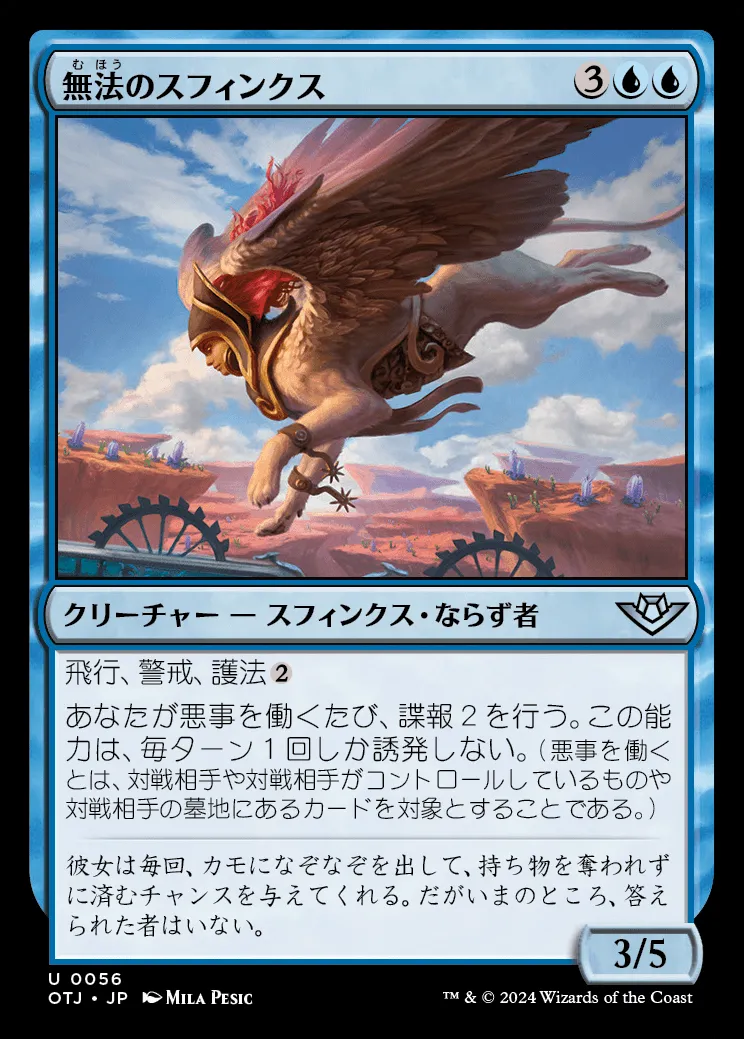 むほう
無法のスフィンクス 3
クリーチャー — スフィンクス・ならず者
飛行、警戒、護法2
あなたが悪事を働くたび、諜報2を行う。この能
力は、毎ターン1回しか誘発しない。（悪事を働く
とは、対戦相手や対戦相手がコントロールしているものや
対戦相手の墓地にあるカードを対象とすることである。）
彼女は毎回、カモになぞなぞを出して、持ち物を奪われず
に済むチャンスを与えてくれる。だがいまのところ、答え
られた者はいない。
3/5
U 0056
OTJ • JP Mila Pesic
™ & © 2024 Wizards of the Coast